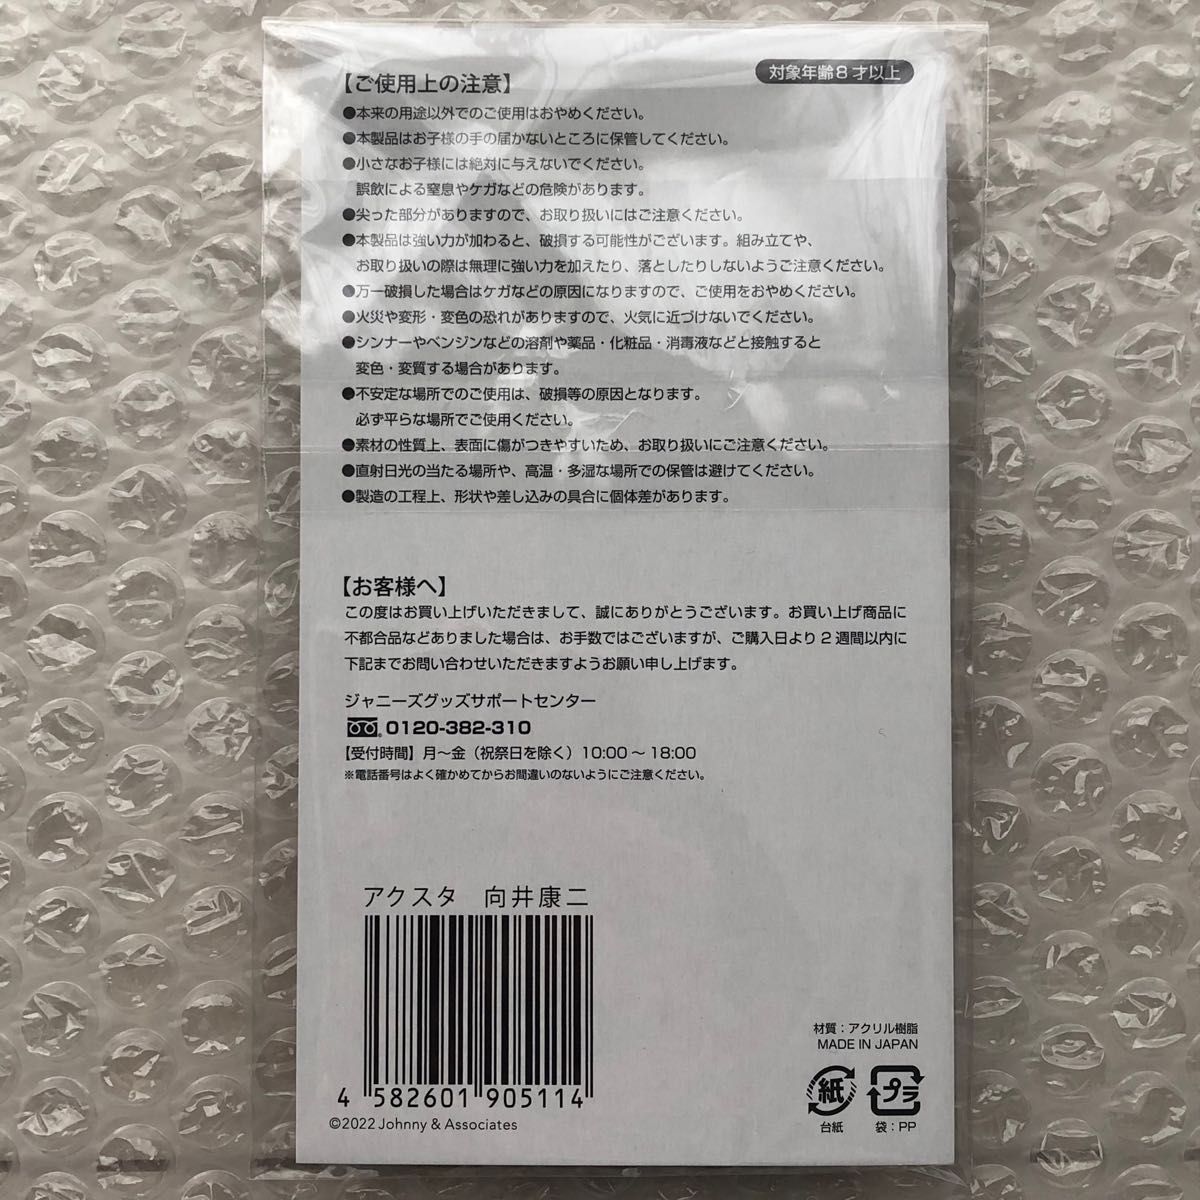 対象年齢8才以上
【ご使用上の注意】
●本来の用途以外でのご使用はおやめください。
●本製品はお子様の手の届かないところに保管してください。
●小さなお子様には絶対に与えないでください。
誤飲による窒息やケガなどの危険があります。
●尖った部分がありますので、お取り扱いにはご注意ください。
●本製品は強い力が加わると、破損する可能性がございます。組み立てや、
お取り扱いの際は無理に強い力を加えたり、落としたりしないようご注意ください。
●万一破損した場合はケガなどの原因になりますので、ご使用をおやめください。
●火災や変形・変色の恐れがありますので、火気に近づけないでください。
●シンナーやベンジンなどの溶剤や薬品・化粧品・消毒液などと接触すると
変色・変質する場合があります。
●不安定な場所でのご使用は、破損等の原因となります。
必ず平らな場所でご使用ください。
●素材の性質上、表面に傷がつきやすいため、お取り扱いにご注意ください。
●直射日光の当たる場所や、高温・多湿な場所での保管は避けてください。
●製造の工程上、形状や差し込みの具合に個体差があります。
【お客様へ】
この度はお買い上げいただきまして、誠にありがとうございます。お買い上げ商品に
不都合品などありました場合は、お手数ではございますが、ご購入日より2週間以内に
下記までお問い合わせいただきますようお願い申し上げます。
ジャニーズグッズサポートセンター
0120-382-310
【受付時間】月～金（祝祭日を除く）10:00～18:00
※電話番号はよく確かめてからお間違いのないようにご注意ください。
アクスタ 向井康二
4 582601 905114
©2022 Johnny & Associates
材質：アクリル樹脂
MADE IN JAPAN
紙 プラ
台紙 袋：PP